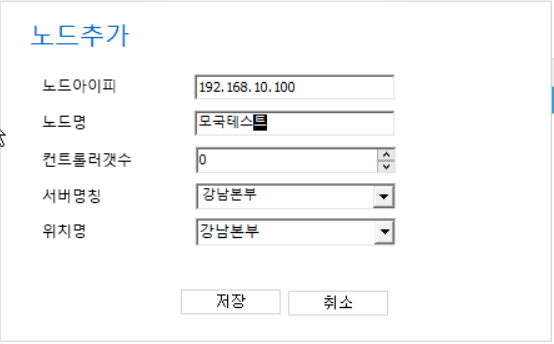 노드추가
노드아이피 192.168.10.100
노드명 모국테스트
컨트롤러갯수 0
서버명칭 강남본부
위치명 강남본부
저장 취소